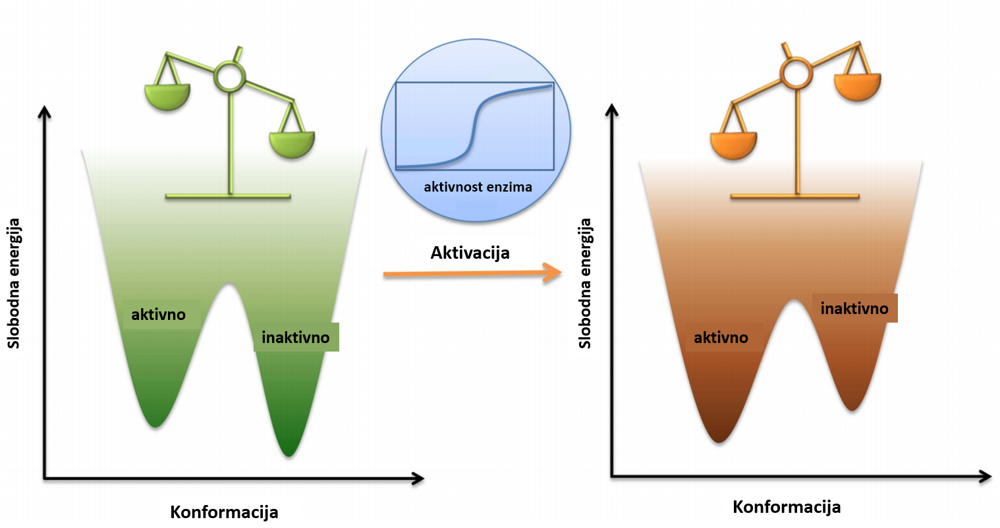 aktivnost enzima
Aktivacija
Slobodna energija
aktivno
inaktivno
Konformacija
Slobodna energija
aktivno
inaktivno
Konformacija